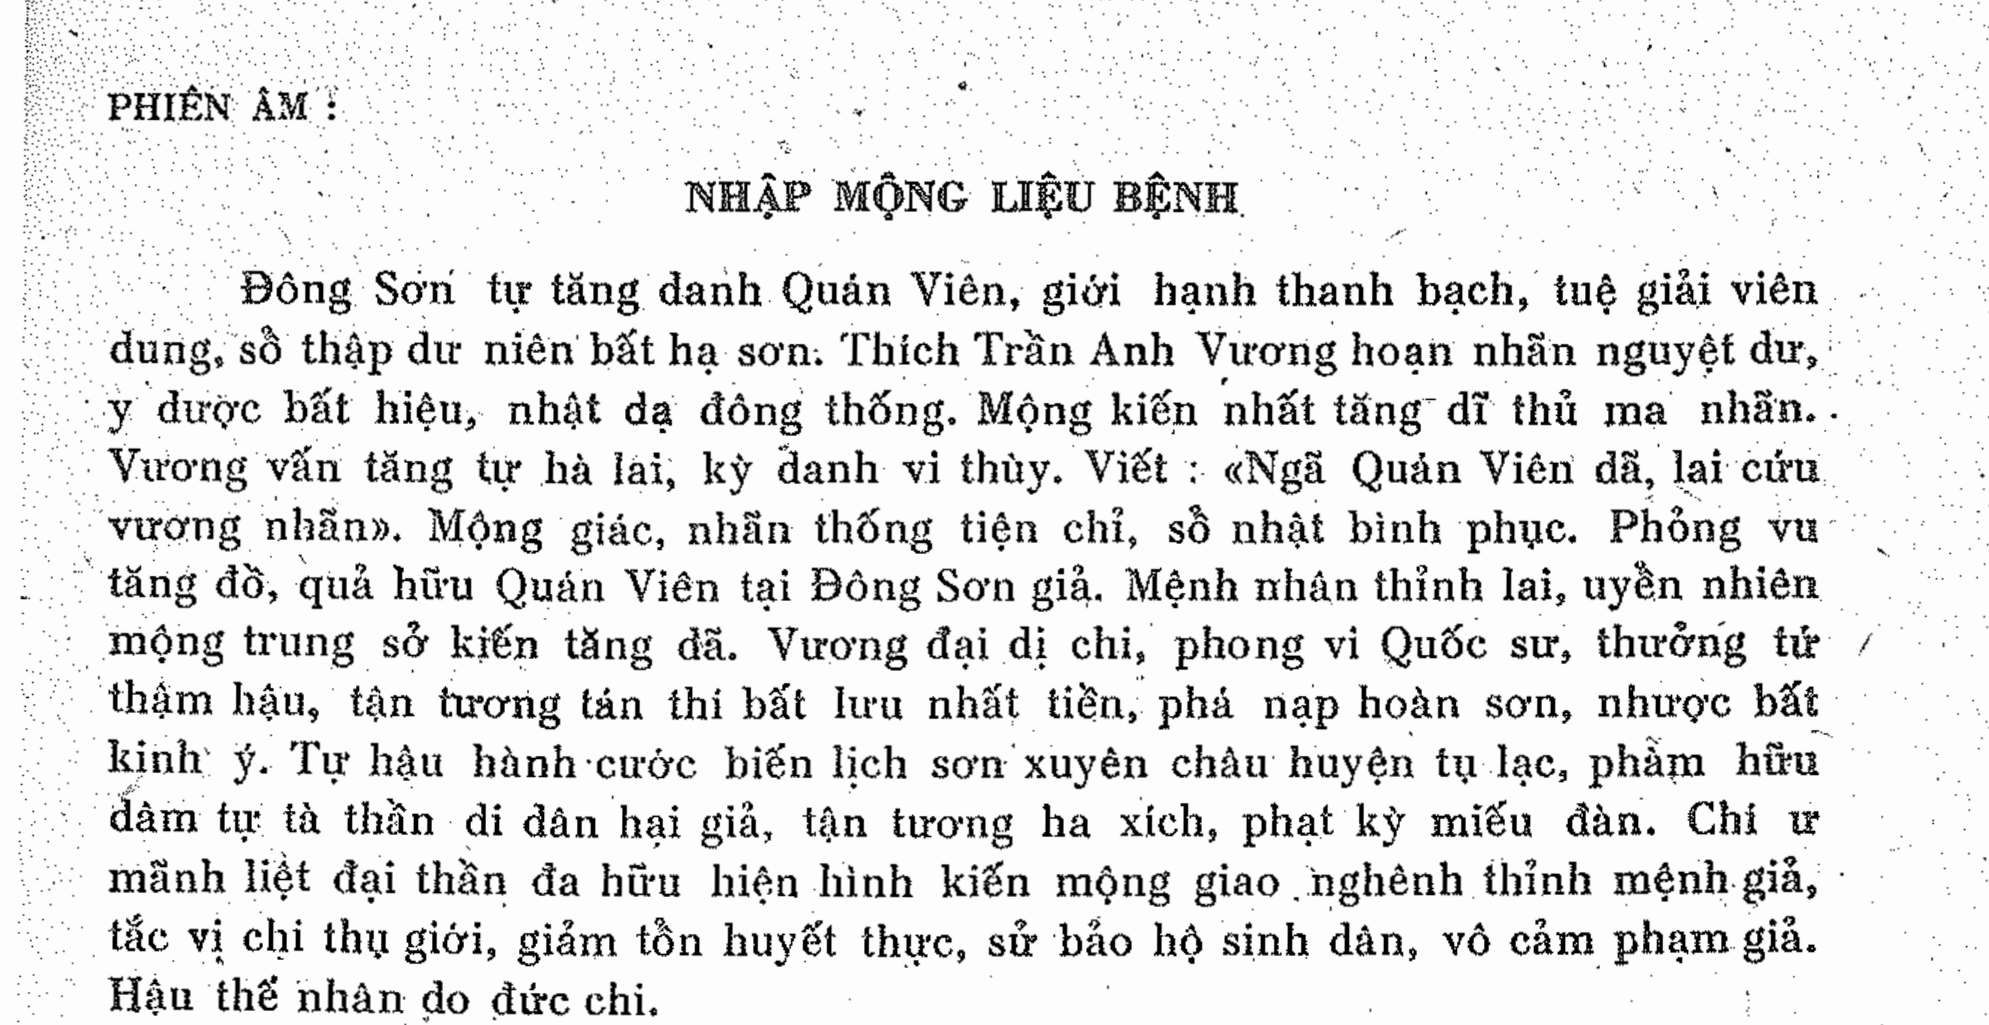 PHIÊN ÂM :
NHẬP MỘNG LIỆU BỆNH
Đông Sơn tự tăng danh Quán Viên, giới hạnh thanh bạch, tuệ giải viên
dung, sổ thập dư niên bất hạ sơn. Thích Trần Anh Vương hoạn nhãn nguyệt dư,
y dược bất hiệu, nhật dạ đông thống. Mộng kiến nhất tăng dĩ thủ ma nhãn.
Vương vấn tăng tự hà lai, kỳ danh vi thùy. Viết : «Ngã Quán Viên dã, lai cứu
vương nhãn». Mộng giác, nhãn thống tiện chỉ, sổ nhật bình phục. Phỏng vu
tăng đồ, quả hữu Quán Viên tại Đông Sơn giả. Mệnh nhân thỉnh lai, uyển nhiên
mộng trung sở kiến tăng dã. Vương đại dị chi, phong vi Quốc sư, thưởng tứ
thậm hậu, tận tương tán thí bất lưu nhất tiền, phá nạp hoàn sơn, nhược bất
kinh ý. Tự hậu hành cước biến lịch sơn xuyên châu huyện tụ lạc, phàm hữu
dâm tự tà thần di dân hại giả, tận tương ha xích, phạt kỳ miếu đàn. Chí ư
mãnh liệt đại thần đa hữu hiện hình kiến mộng giao nghênh thỉnh mệnh giả,
tắc vị chi thụ giới, giảm tồn huyết thực, sử bảo hộ sinh dân, vô cảm phạm giả.
Hậu thế nhân do đức chi.